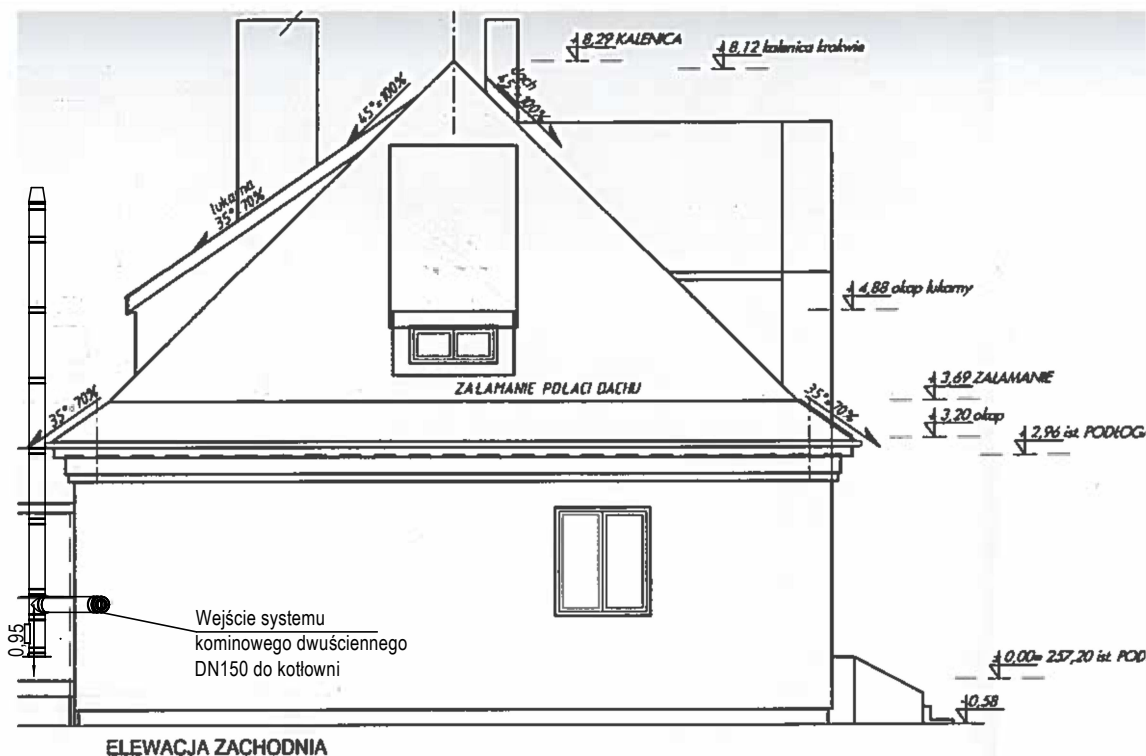 8,29 KALENICA
8,12 kalenica krokwie
dach
45°=100%
45°=100%
lukarna
35°=70%
4,88 okap lukarny
ZAŁAMANIE POŁACI DACHU
3,69 ZAŁAMANIE
35°=70%
35°=70%
3,20 okap
2,96 ist. PODŁOG
Wejście systemu
kominowego dwuściennego
DN150 do kotłowni
0,95
0,00= 257,20 ist. POD
-0,58
ELEWACJA ZACHODNIA